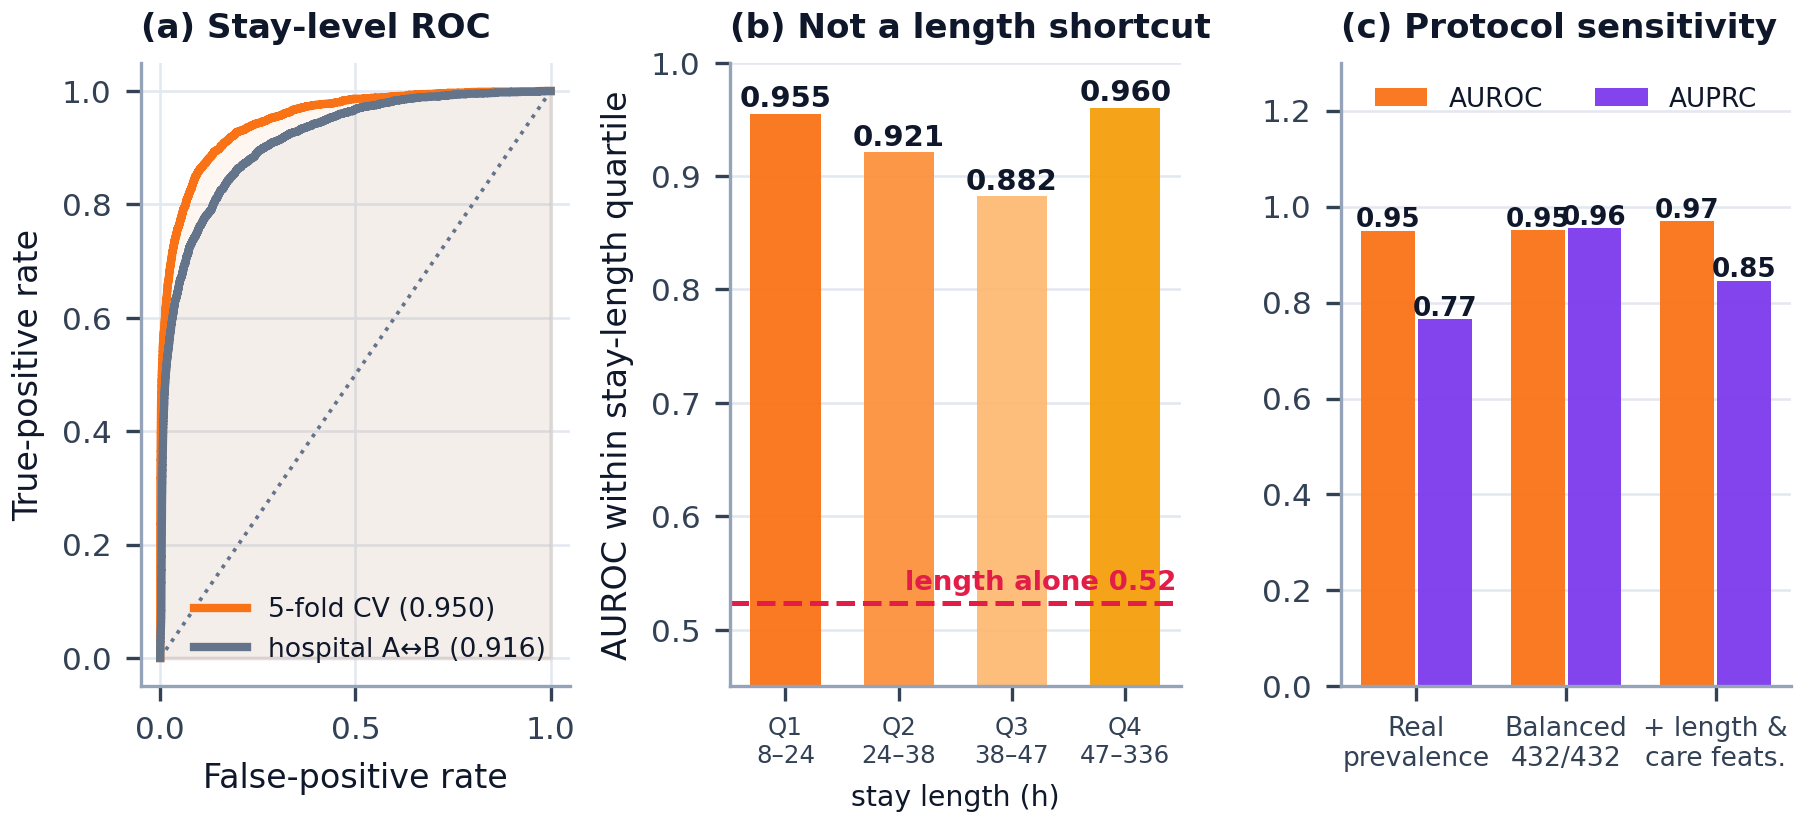 (a) Stay-level ROC
True-positive rate
1.0
0.8
0.6
0.4
0.2
0.0
5-fold CV (0.950)
hospital A↔B (0.916)
0.0 0.5 1.0
False-positive rate
(b) Not a length shortcut
AUROC within stay-length quartile
1.0
0.9
0.8
0.7
0.6
0.5
0.955
0.921
0.882
0.960
length alone 0.52
Q1 Q2 Q3 Q4
8–24 24–38 38–47 47–336
stay length (h)
(c) Protocol sensitivity
AUROC AUPRC
1.2
1.0
0.8
0.6
0.4
0.2
0.0
0.95
0.77
0.95
0.96
0.97
0.85
Real
prevalence
Balanced
432/432
+ length &
care feats.